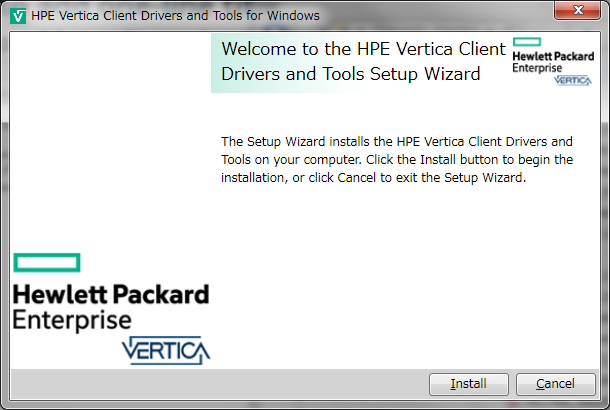 HPE Vertica Client Drivers and Tools for Windows
Welcome to the HPE Vertica Client
Drivers and Tools Setup Wizard
Hewlett Packard
Enterprise
VERTICA
The Setup Wizard installs the HPE Vertica Client Drivers and
Tools on your computer. Click the Install button to begin the
installation, or click Cancel to exit the Setup Wizard.
Hewlett Packard
Enterprise
VERTICA
Install
Cancel